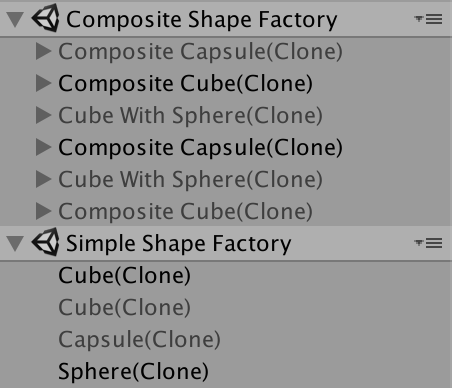 Composite Shape Factory
Composite Capsule(Clone)
Composite Cube(Clone)
Cube With Sphere(Clone)
Composite Capsule(Clone)
Cube With Sphere(Clone)
Composite Cube(Clone)
Simple Shape Factory
Cube(Clone)
Cube(Clone)
Capsule(Clone)
Sphere(Clone)